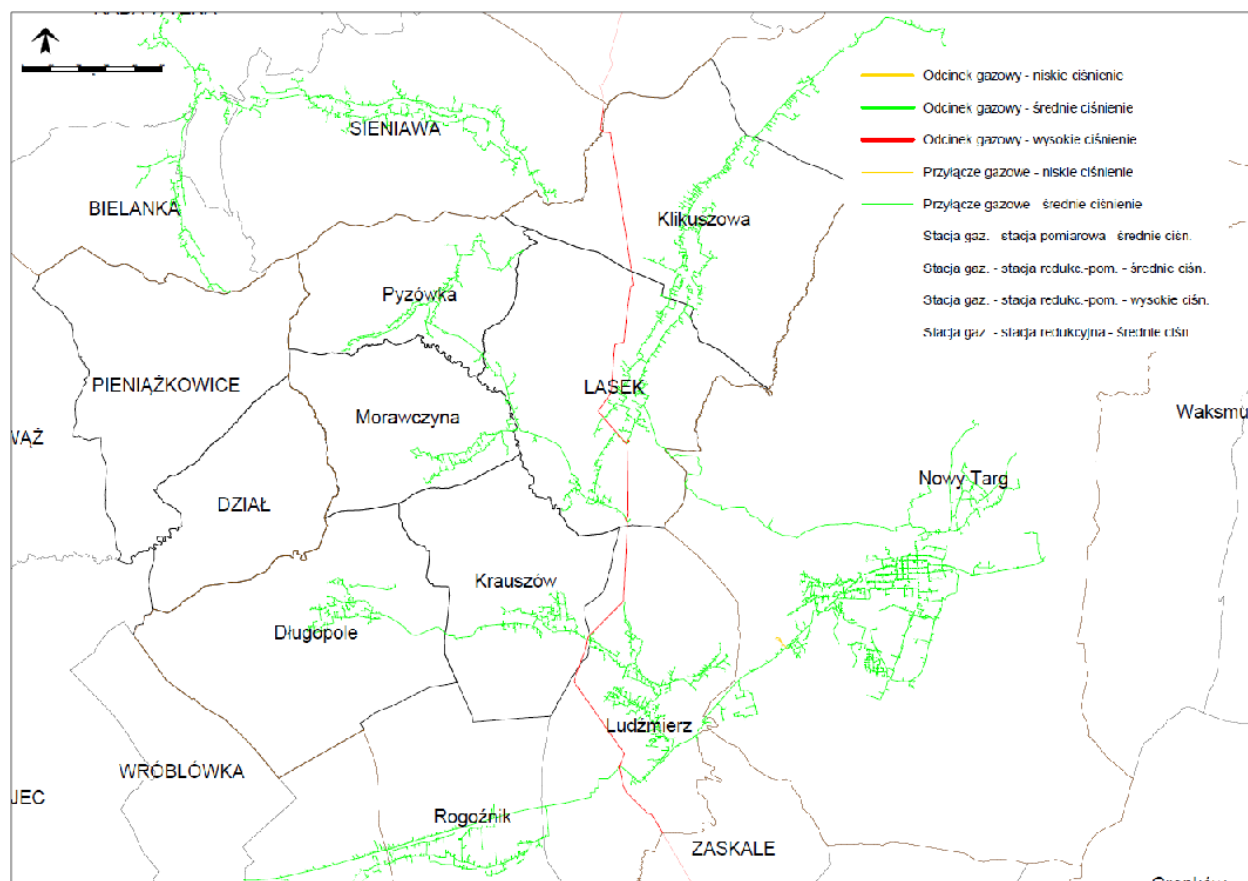 Odcinek gazowy - niskie ciśnienie
Odcinek gazowy - średnie ciśnienie
SIENIAWA
Odcinek gazowy - wysokie ciśnienie
Przyłącze gazowe - niskie ciśnienie
BIELANKA
Przyłącze gazowe - średnie ciśnienie
Klikuszowa
Stacja gaz. - stacja pomiarowa - średnie ciśn.
Stacja gaz. - stacja redukc.-pom. - średnie ciśn.
Pyzówka
Stacja gaz. - stacja redukc.-pom. - wysokie ciśn.
Stacja gaz. - stacja redukcyjna - średnie ciśn.
PIENIĄŻKOWICE
LASEK
Morawczyna
Waksmu
WĄŻ
Nowy Targ
DZIAŁ
Krauszów
Długopole
Ludźmierz
WRÓBLÓWKA
JEC
Rogoźnik
ZASKALE